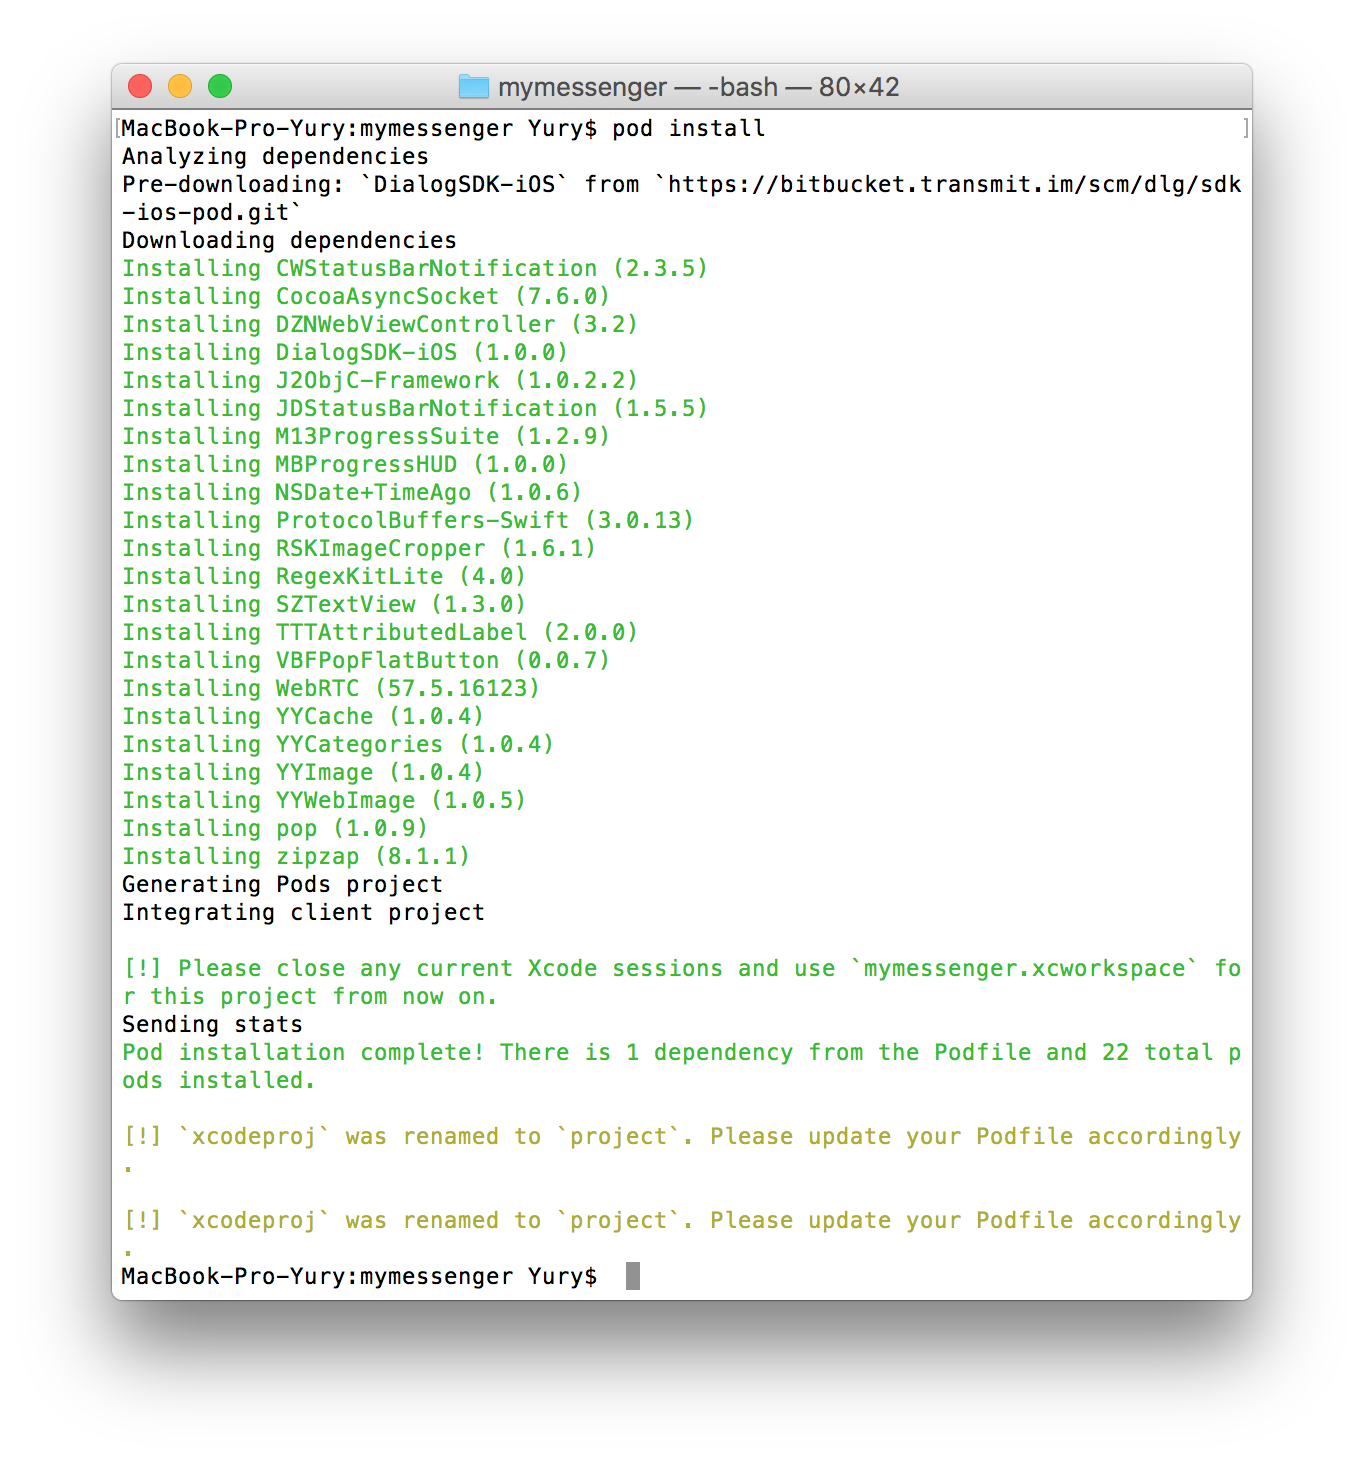 mymessenger — -bash — 80×42
MacBook-Pro-Yury:mymessenger Yury$ pod install
Analyzing dependencies
Pre-downloading: `DialogSDK-iOS` from `https://bitbucket.transmit.im/scm/dlg/sdk
-ios-pod.git`
Downloading dependencies
Installing CWStatusBarNotification (2.3.5)
Installing CocoaAsyncSocket (7.6.0)
Installing DZNWebViewController (3.2)
Installing DialogSDK-iOS (1.0.0)
Installing J2ObjC-Framework (1.0.2.2)
Installing JDStatusBarNotification (1.5.5)
Installing M13ProgressSuite (1.2.9)
Installing MBProgressHUD (1.0.0)
Installing NSDate+TimeAgo (1.0.6)
Installing ProtocolBuffers-Swift (3.0.13)
Installing RSKImageCropper (1.6.1)
Installing RegexKitLite (4.0)
Installing SZTextView (1.3.0)
Installing TTTAttributedLabel (2.0.0)
Installing VBFPopFlatButton (0.0.7)
Installing WebRTC (57.5.16123)
Installing YYCache (1.0.4)
Installing YYCategories (1.0.4)
Installing YYImage (1.0.4)
Installing YYWebImage (1.0.5)
Installing pop (1.0.9)
Installing zipzap (8.1.1)
Generating Pods project
Integrating client project
[!] Please close any current Xcode sessions and use `mymessenger.xcworkspace` fo
r this project from now on.
Sending stats
Pod installation complete! There is 1 dependency from the Podfile and 22 total p
ods installed.
[!] `xcodeproj` was renamed to `project`. Please update your Podfile accordingly
.
[!] `xcodeproj` was renamed to `project`. Please update your Podfile accordingly
.
MacBook-Pro-Yury:mymessenger Yury$